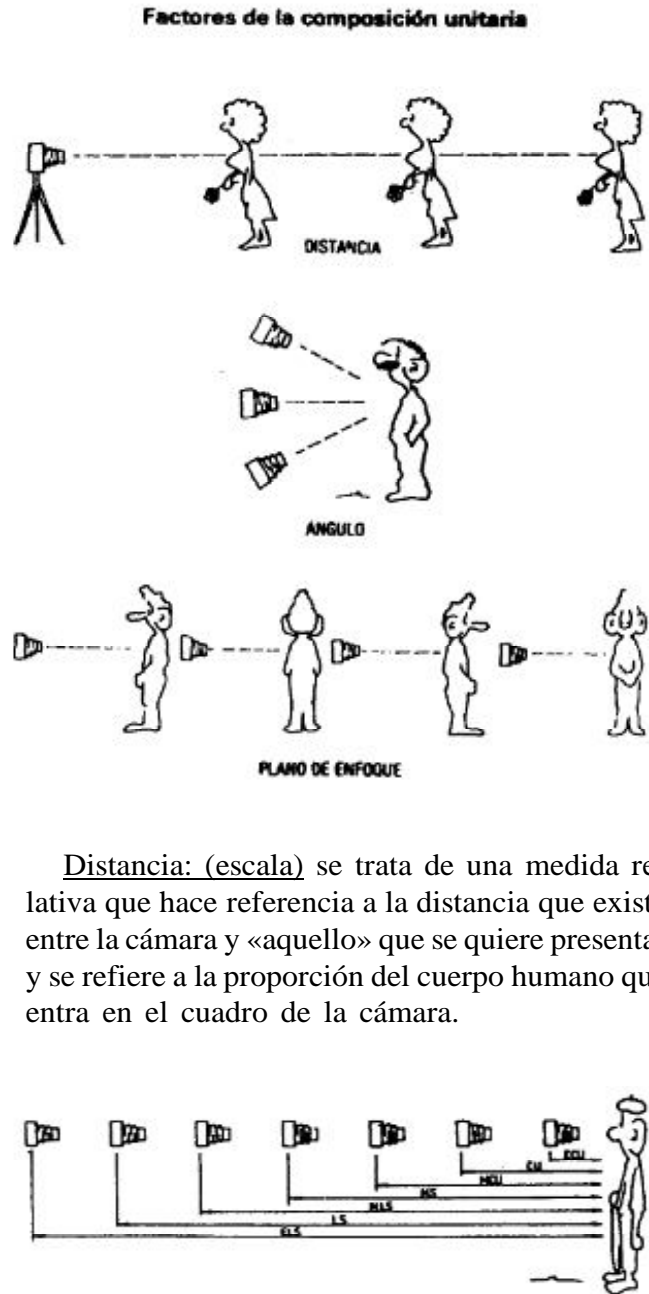 Factores de la composición unitaria
DISTANCIA
ANGULO
PLANO DE ENFOQUE
Distancia: (escala) se trata de una medida re
lativa que hace referencia a la distancia que exist
entre la cámara y «aquello» que se quiere presenta
y se refiere a la proporción del cuerpo humano qu
entra en el cuadro de la cámara.
ECU
CU
MCU
MS
MLS
LS
ELS